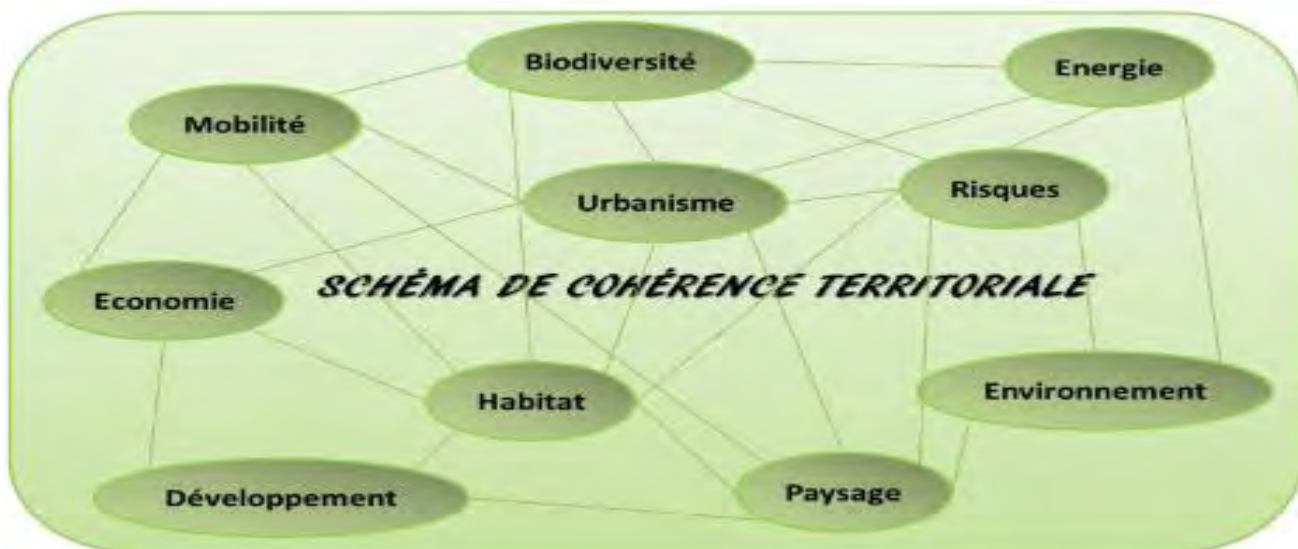 Biodiversité
Energie
Mobilité
Urbanisme
Risques
Economie
SCHÉMA DE COHÉRENCE TERRITORIALE
Habitat
Environnement
Développement
Paysage